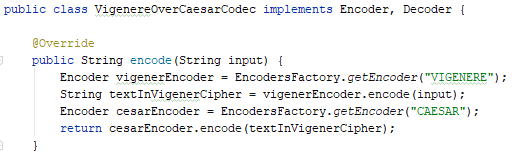 public class VigenereOverCaesarCodec implements Encoder, Decoder {
@Override
public String encode(String input) {
Encoder vigenerEncoder = EncodersFactory.getEncoder("VIGENERE");
String textInVigenerCipher = vigenerEncoder.encode(input);
Encoder cesarEncoder = EncodersFactory.getEncoder("CAESAR");
return cesarEncoder.encode(textInVigenerCipher);
}